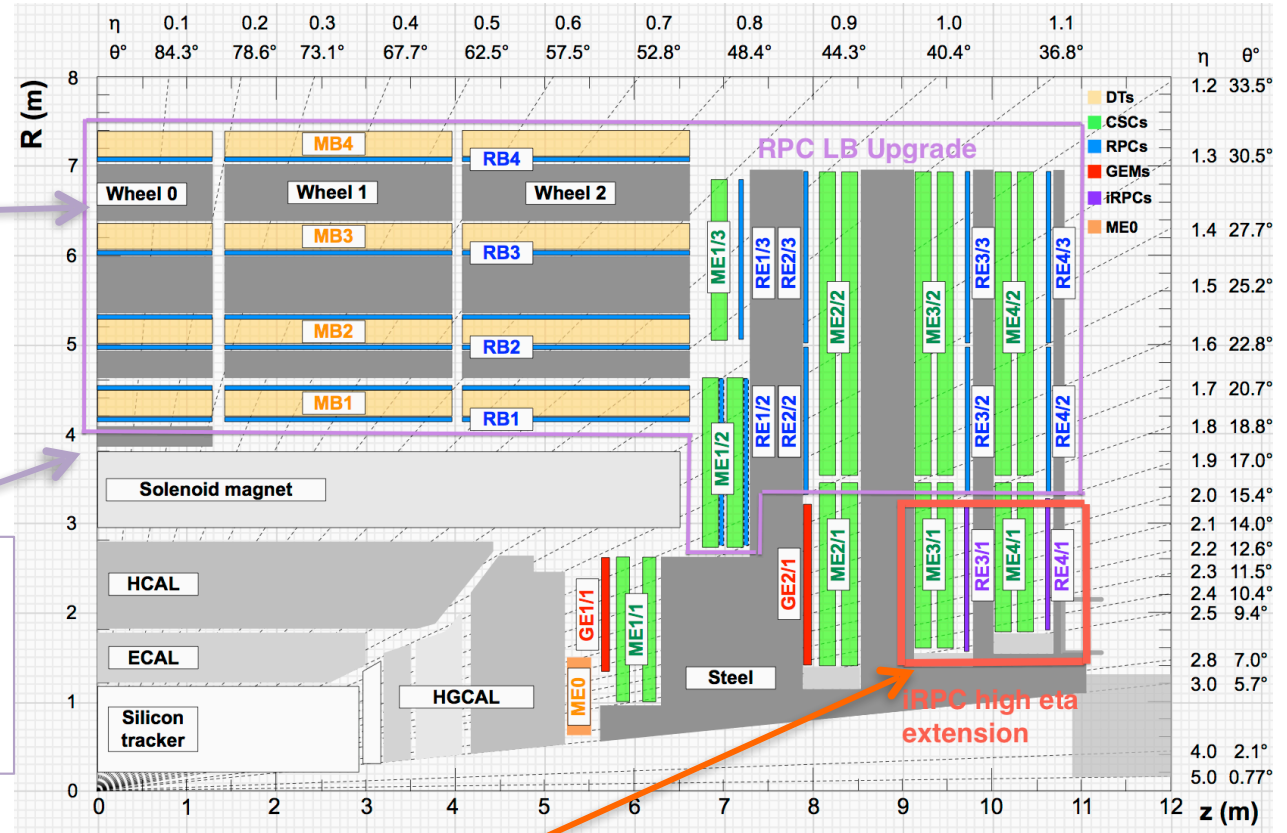 η 0.1 0.2 0.3 0.4 0.5 0.6 0.7 0.8 0.9 1.0 1.1
θ° 84.3° 78.6° 73.1° 67.7° 62.5° 57.5° 52.8° 48.4° 44.3° 40.4° 36.8° η θ°
R (m)
8
7
6
5
4
3
2
1
0
1.2 33.5°
1.3 30.5°
1.4 27.7°
1.5 25.2°
1.6 22.8°
1.7 20.7°
1.8 18.8°
1.9 17.0°
2.0 15.4°
2.1 14.0°
2.2 12.6°
2.3 11.5°
2.4 10.4°
2.5 9.4°
2.8 7.0°
3.0 5.7°
4.0 2.1°
5.0 0.77°
DTs
CSCs
RPCs
GEMs
iRPCs
ME0
RPC LB Upgrade
MB4
RB4
Wheel 0 Wheel 1 Wheel 2
MB3
RB3
MB2
RB2
MB1
RB1
ME1/3
RE1/3
RE2/3
ME2/2
ME3/2
RE3/3
ME4/2
RE4/3
ME1/2
RE1/2
RE2/2
RE3/2
RE4/2
Solenoid magnet
HCAL
ECAL
Silicon
tracker
HGCAL
GE1/1
ME1/1
ME0
Steel
GE2/1
ME2/1
ME3/1
RE3/1
ME4/1
RE4/1
iRPC high eta
extension
0 1 2 3 4 5 6 7 8 9 10 11 12 z (m)